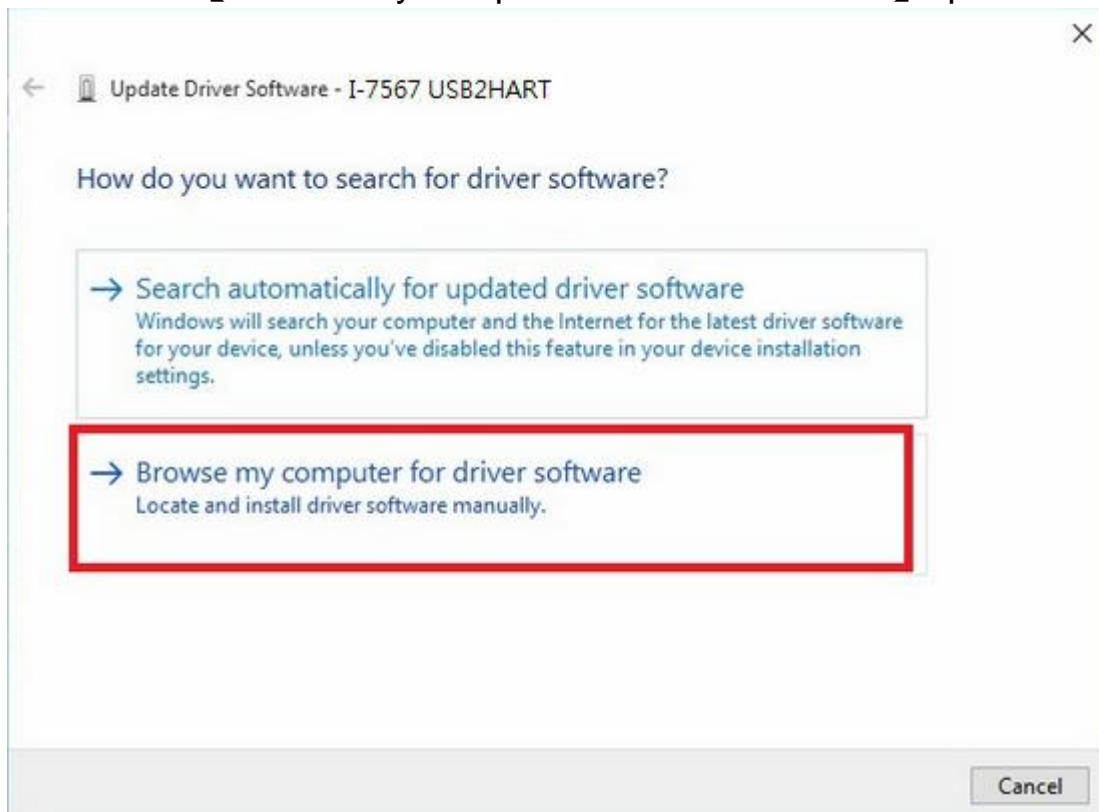 Update Driver Software - I-7567 USB2HART
How do you want to search for driver software?
Search automatically for updated driver software
Windows will search your computer and the Internet for the latest driver software
for your device, unless you've disabled this feature in your device installation
settings.
Browse my computer for driver software
Locate and install driver software manually.
Cancel